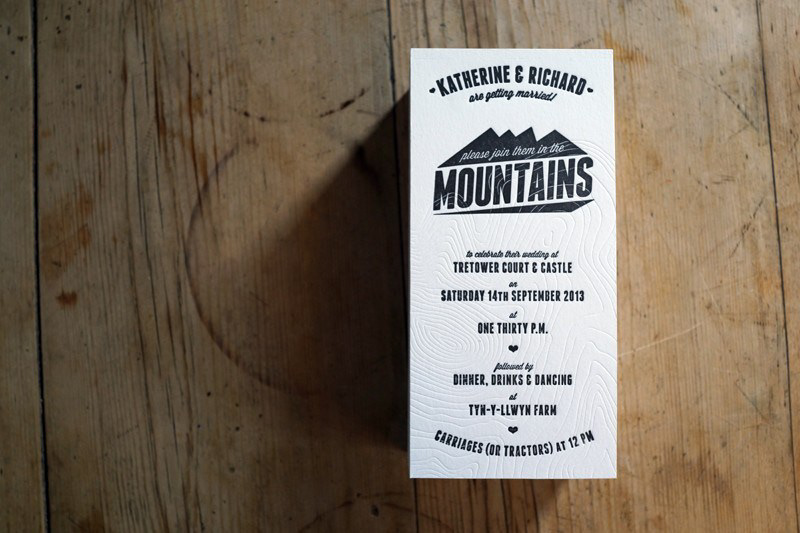 KATHERINE & RICHARD
are getting married!
please join them in the
MOUNTAINS
to celebrate their wedding at
TRETOWER COURT & CASTLE
on
SATURDAY 14TH SEPTEMBER 2013
at
ONE THIRTY P.M.
followed by
DINNER, DRINKS & DANCING
at
TYN-Y-LLWYN FARM
CARRIAGES (OR TRACTORS) AT 12 PM